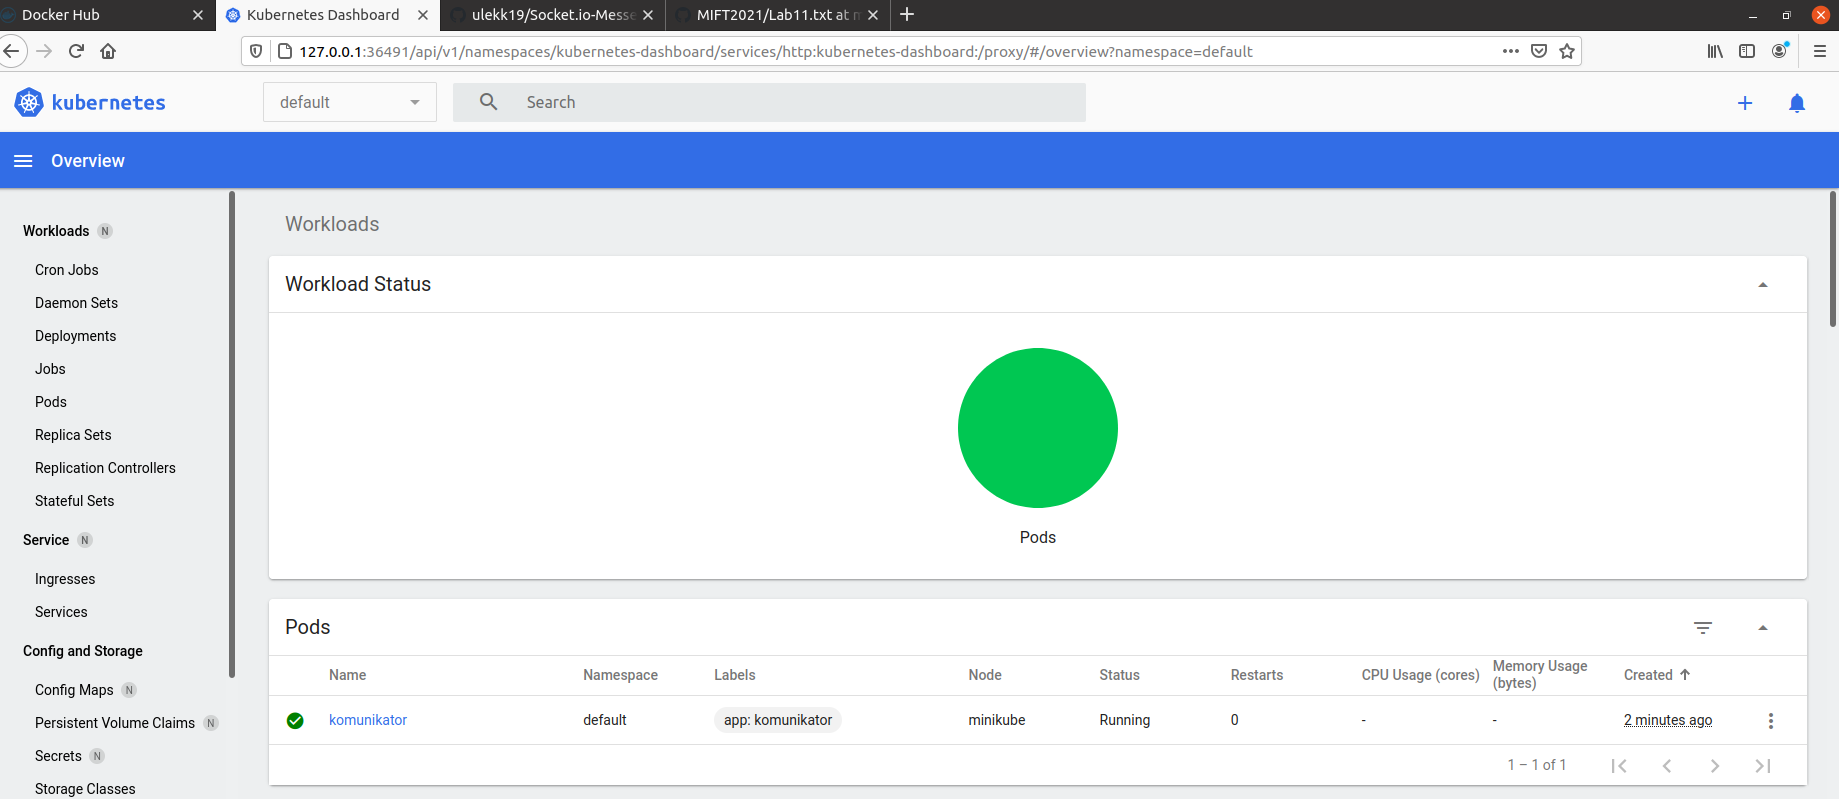 Docker Hub
Kubernetes Dashboard
ulekk19/Socket.io-Messe
MIFT2021/Lab11.txt at m
127.0.0.1:36491/api/v1/namespaces/kubernetes-dashboard/services/http:kubernetes-dashboard:/proxy/#/overview?namespace=default
kubernetes
default
Search
Overview
Workloads N
Cron Jobs
Daemon Sets
Deployments
Jobs
Pods
Replica Sets
Replication Controllers
Stateful Sets
Service N
Ingresses
Services
Config and Storage
Config Maps N
Persistent Volume Claims N
Secrets N
Storage Classes
Workloads
Workload Status
Pods
Pods
Name Namespace Labels Node Status Restarts CPU Usage (cores) Memory Usage (bytes) Created
komunikator default app: komunikator minikube Running 0 - - 2 minutes ago
1 – 1 of 1